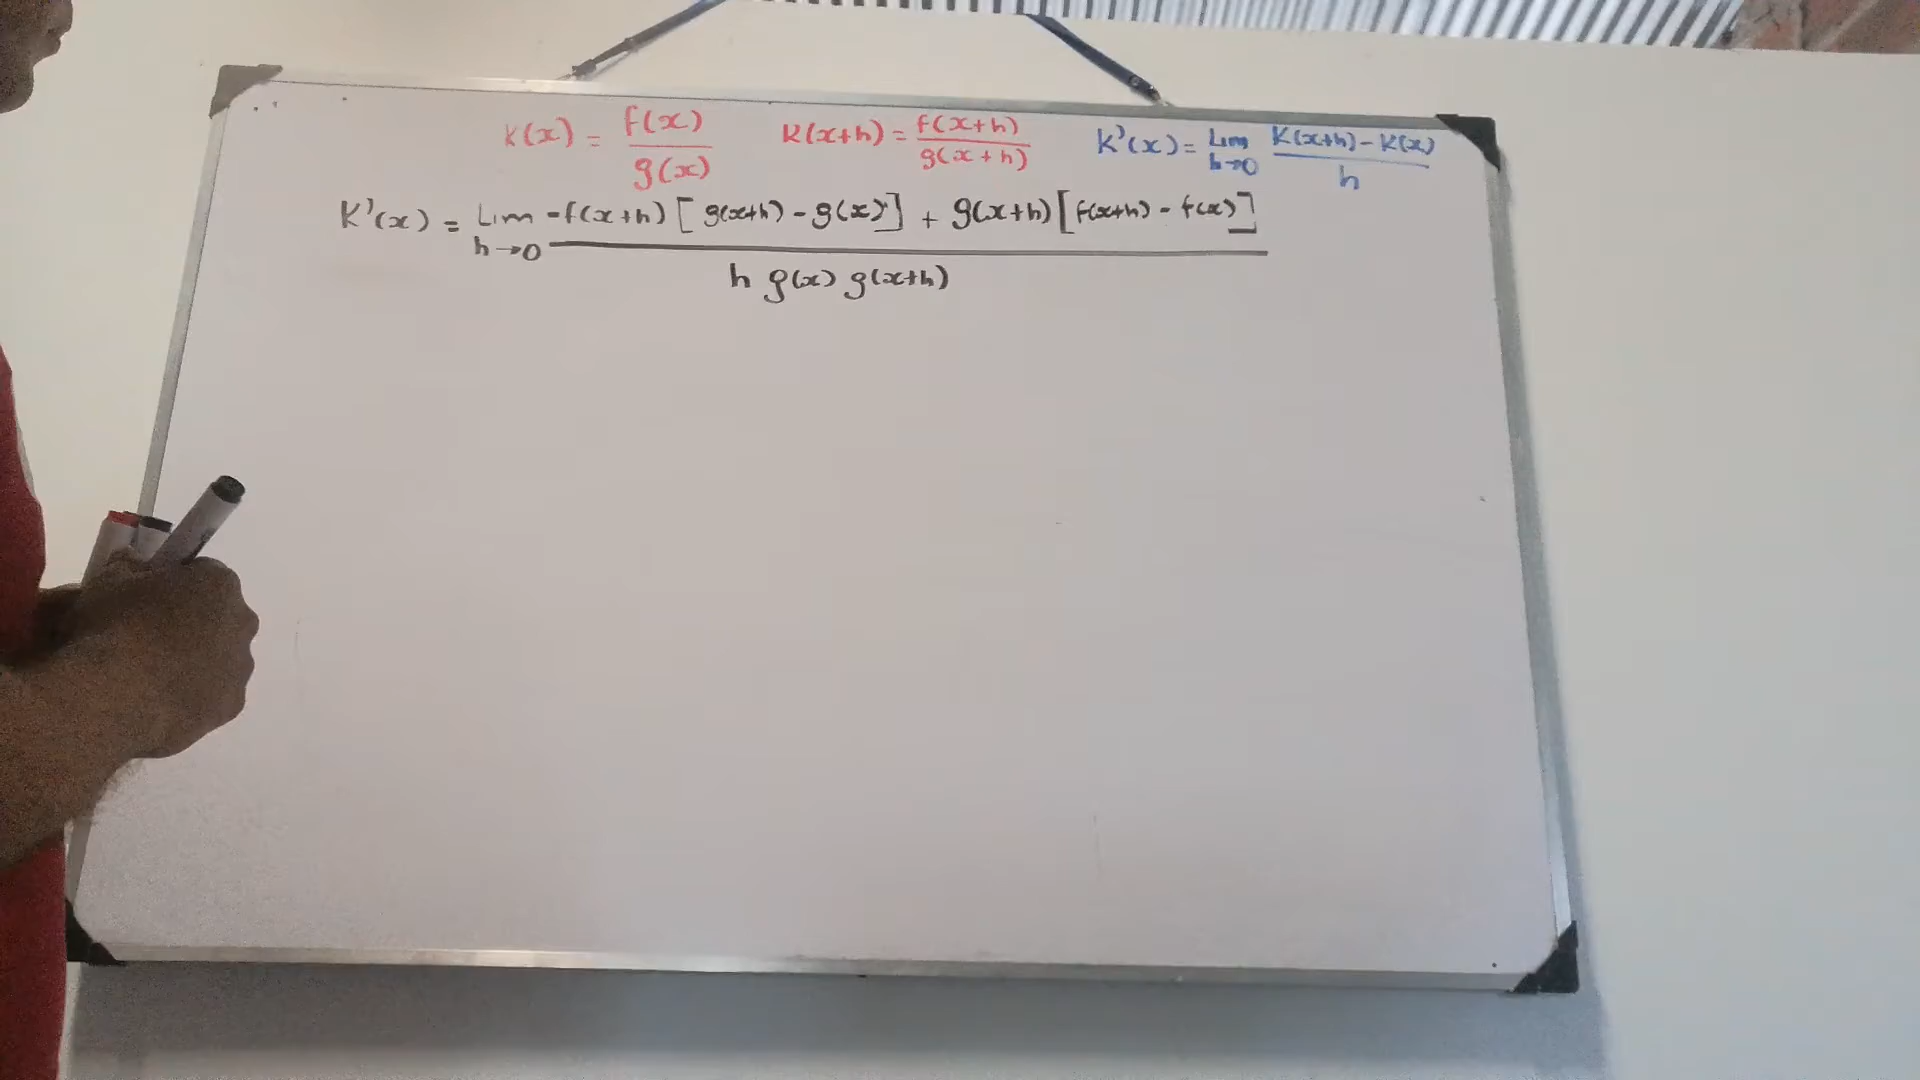 K(x) = f(x)/g(x) K(x+h) = f(x+h)/g(x+h) K'(x) = Lim h→0 K(x+h) - K(x)/h
K'(x) = Lim h→0 -f(x+h) [g(x+h) - g(x)] + g(x+h) [f(x+h) - f(x)]
h g(x) g(x+h)